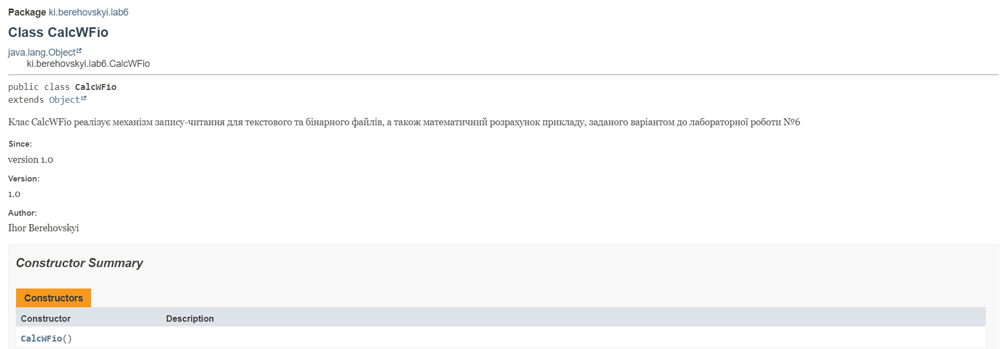 Package ki.berehovskyi.lab6
Class CalcWFio
java.lang.Object
ki.berehovskyi.lab6.CalcWFio
public class CalcWFio
extends Object
Клас CalcWFio реалізує механізм запису-читання для текстового та бінарного файлів, а також математичний розрахунок прикладу, заданого варіантом до лабораторної роботи №6
Since:
version 1.0
Version:
1.0
Author:
Ihor Berehovskyi
Constructor Summary
Constructors
Constructor Description
CalcWFio()